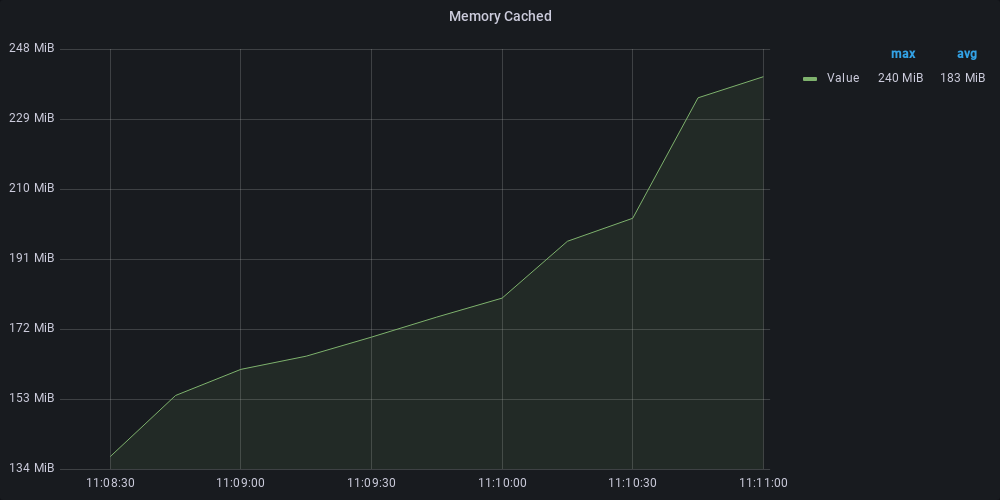 Memory Cached
248 MiB
229 MiB
210 MiB
191 MiB
172 MiB
153 MiB
134 MiB
11:08:30 11:09:00 11:09:30 11:10:00 11:10:30 11:11:00
max avg
Value 240 MiB 183 MiB